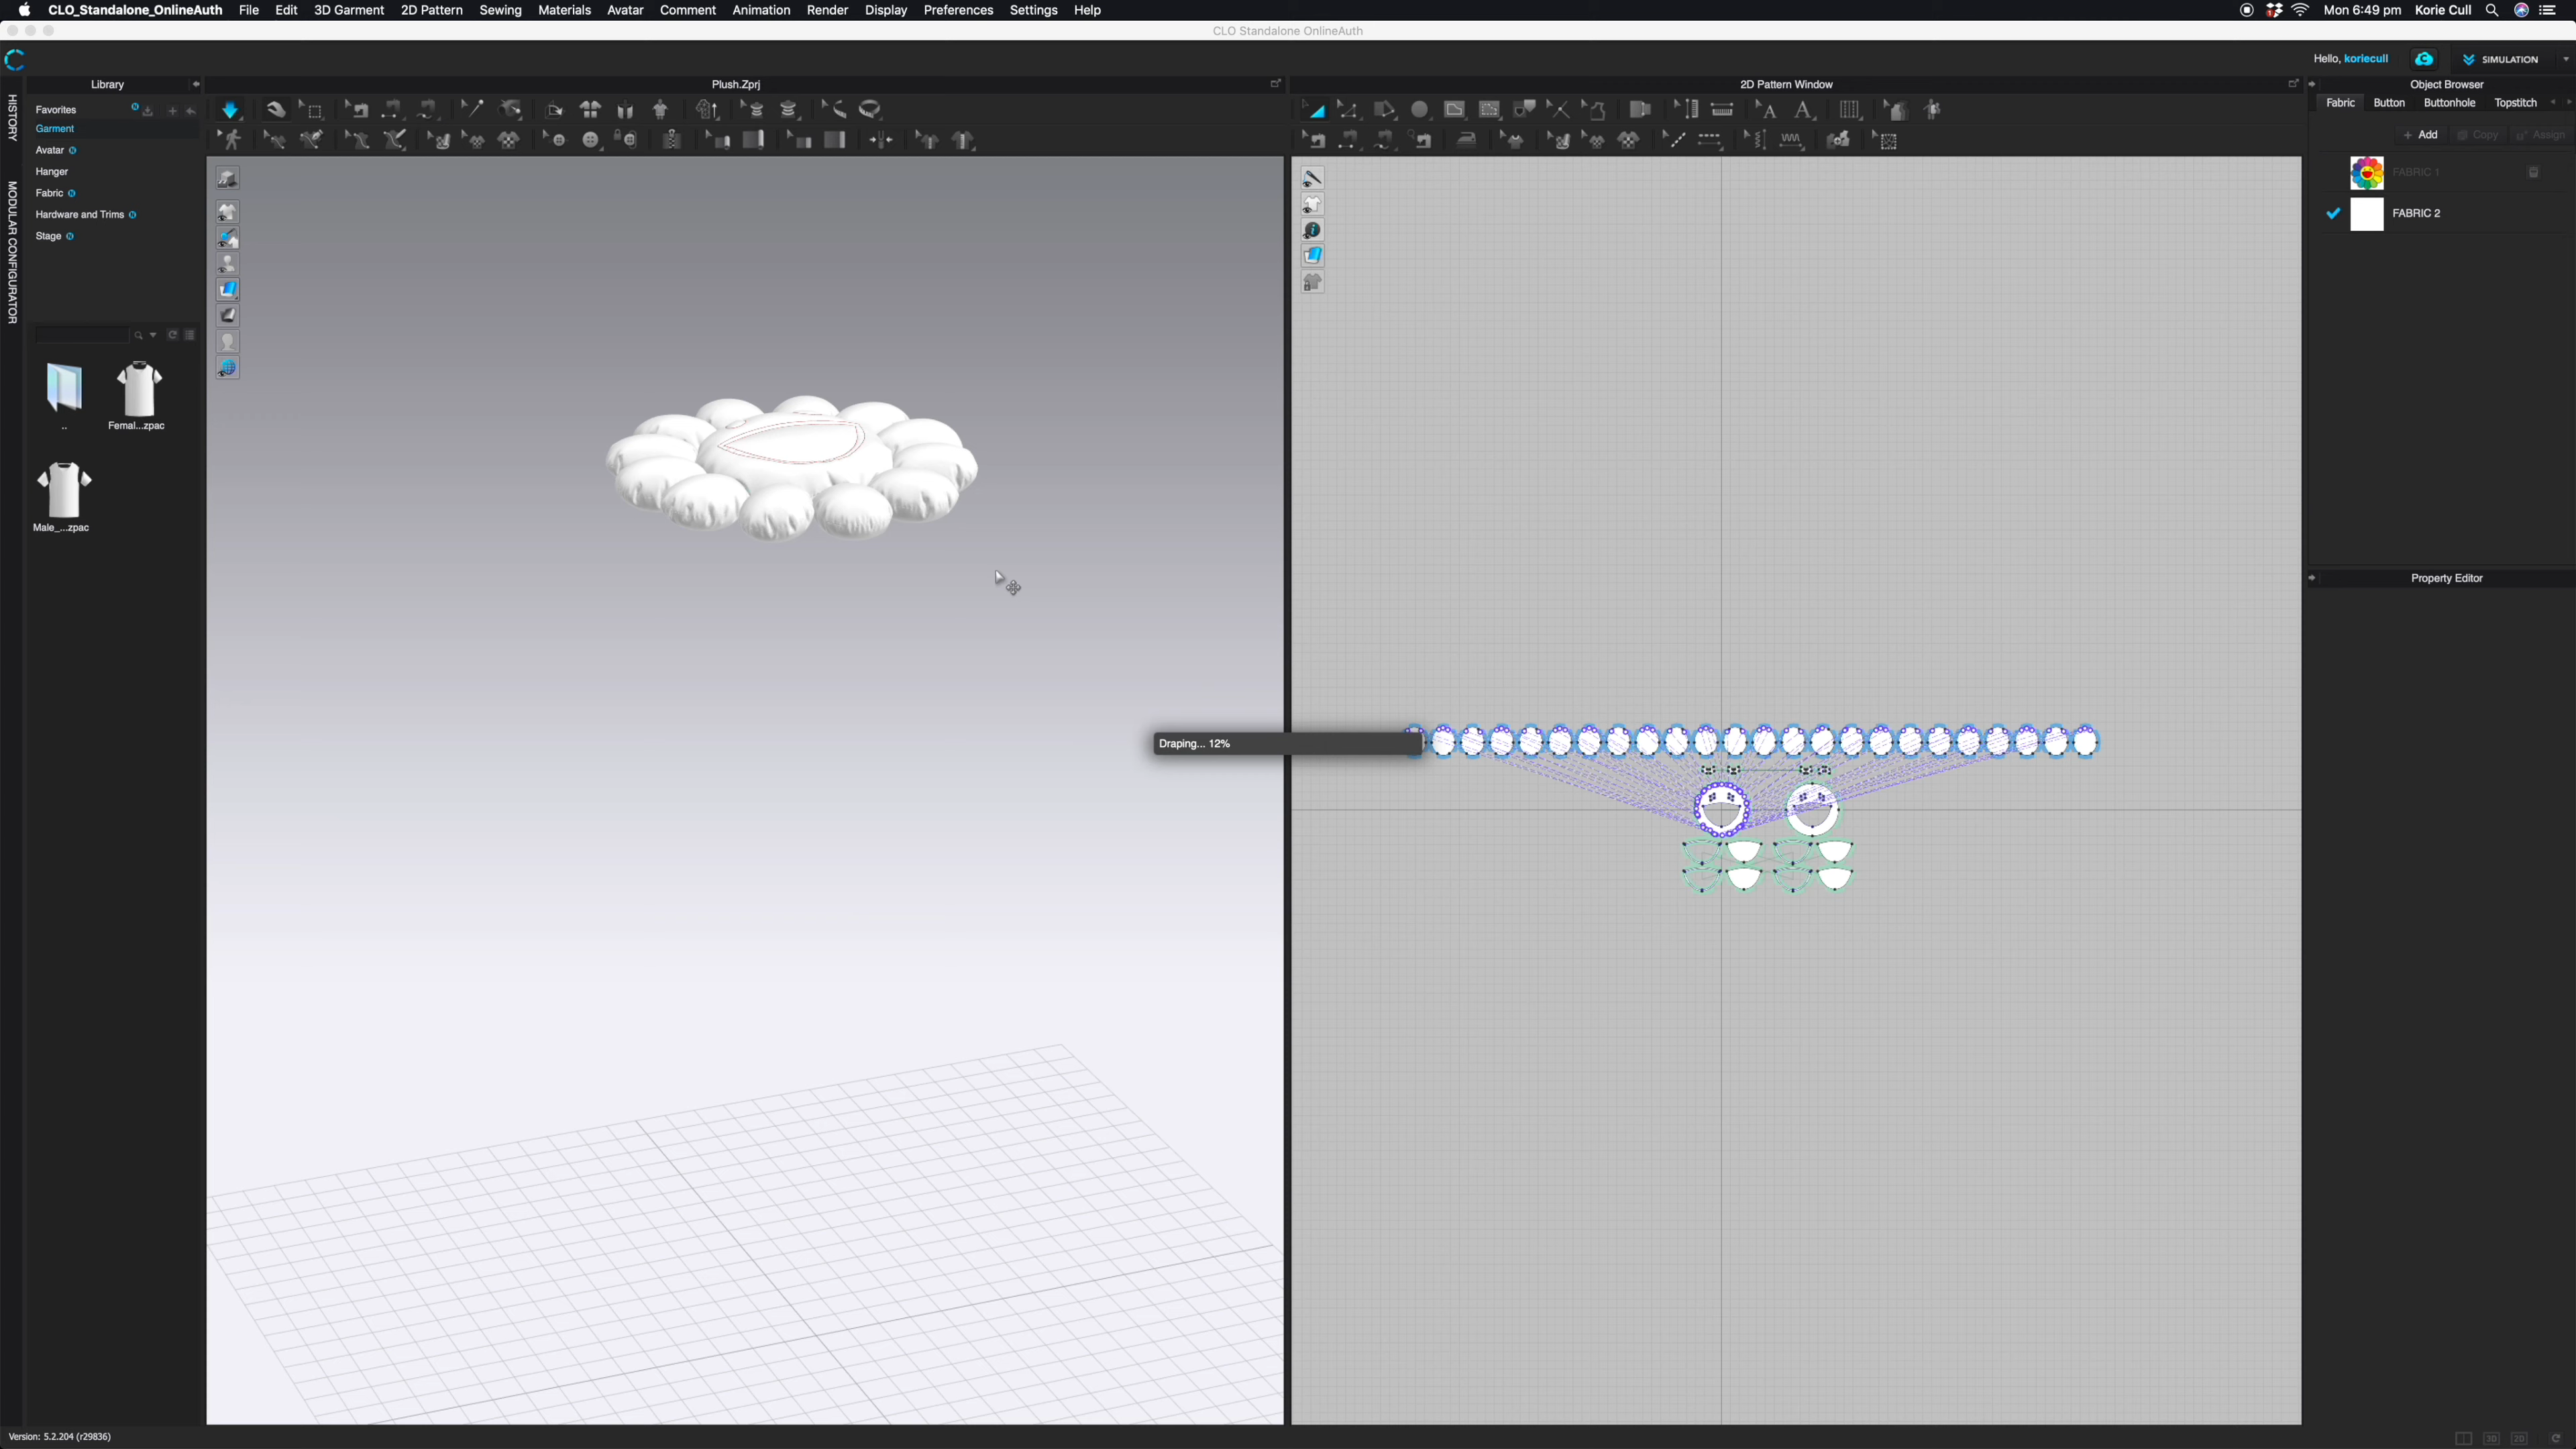 CLO_Standalone_OnlineAuth File Edit 3D Garment 2D Pattern Sewing Materials Avatar Comment Animation Render Display Preferences Settings Help Mon 6:49 pm Korie Cull
CLO Standalone OnlineAuth
Hello, koriecull SIMULATION
Library Plush.Zprj 2D Pattern Window Object Browser
HISTORY
MODULAR CONFIGURATOR
Favorites
Garment
Avatar
Hanger
Fabric
Hardware and Trims
Stage
Fabric Button Buttonhole Topstitch
+ Add Copy Assign
FABRIC 1
FABRIC 2
..
Femal...zpac
Male_...zpac
Property Editor
Draping... 12%
Version: 5.2.204 (r29836)
3D 2D